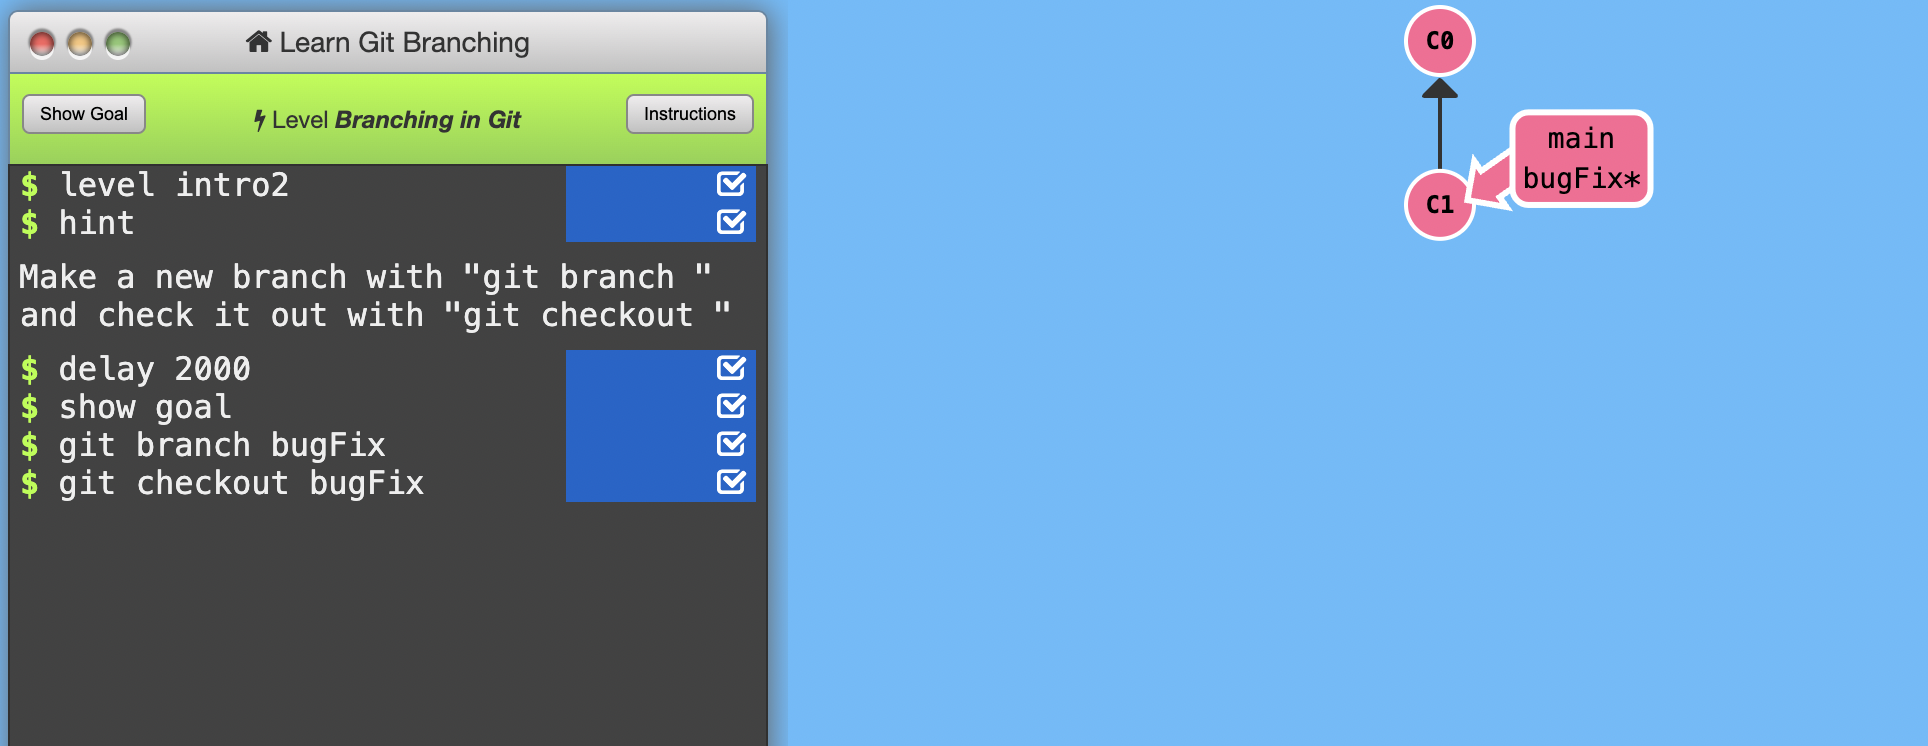 Learn Git Branching
Show Goal
Level Branching in Git
Instructions
$ level intro2
$ hint
Make a new branch with "git branch "
and check it out with "git checkout "
$ delay 2000
$ show goal
$ git branch bugFix
$ git checkout bugFix
C0
main
bugFix*
C1